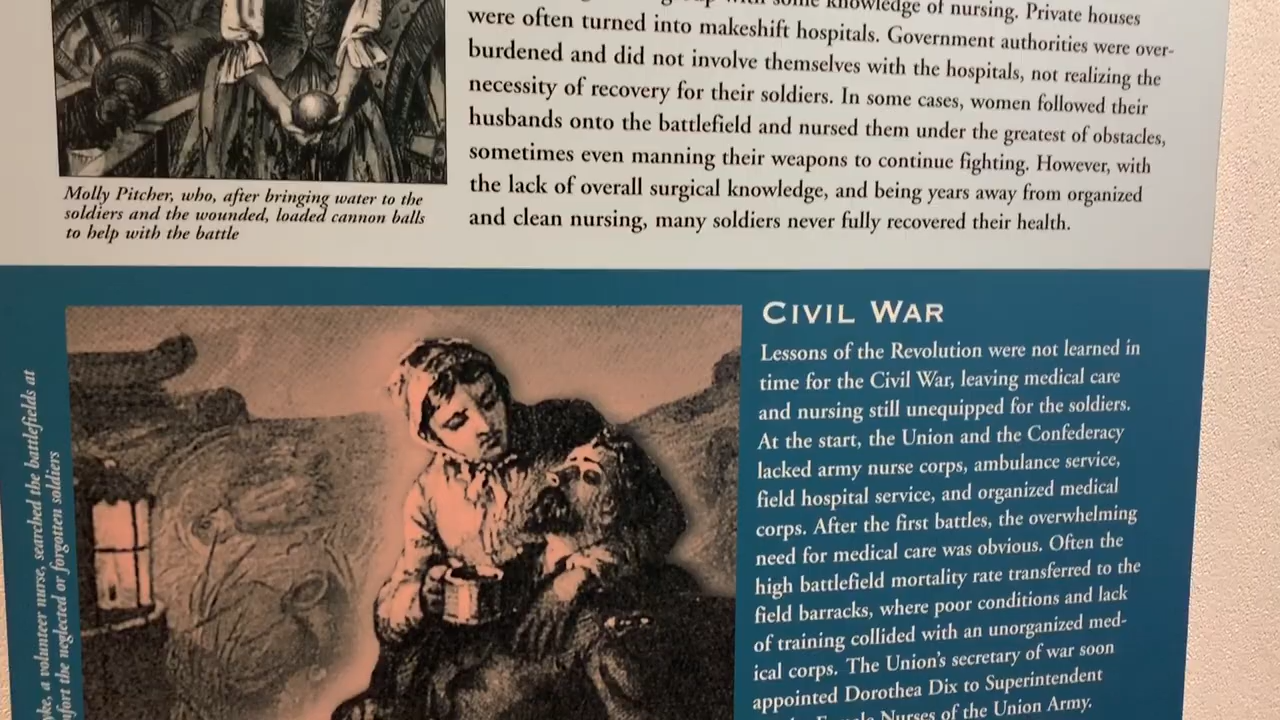 knowledge of nursing. Private houses
were often turned into makeshift hospitals. Government authorities were over-
burdened and did not involve themselves with the hospitals, not realizing the
necessity of recovery for their soldiers. In some cases, women followed their
husbands onto the battlefield and nursed them under the greatest of obstacles,
sometimes even manning their weapons to continue fighting. However, with
the lack of overall surgical knowledge, and being years away from organized
and clean nursing, many soldiers never fully recovered their health.
Molly Pitcher, who, after bringing water to the
soldiers and the wounded, loaded cannon balls
to help with the battle
CIVIL WAR
Lessons of the Revolution were not learned in
time for the Civil War, leaving medical care
and nursing still unequipped for the soldiers.
At the start, the Union and the Confederacy
lacked army nurse corps, ambulance service,
field hospital service, and organized medical
corps. After the first battles, the overwhelming
need for medical care was obvious. Often the
high battlefield mortality rate transferred to the
field barracks, where poor conditions and lack
of training collided with an unorganized med-
ical corps. The Union's secretary of war soon
appointed Dorothea Dix to Superintendent
Nurses of the Union Army.
a volunteer nurse, searched the battlefields at
the neglected or forgotten soldiers